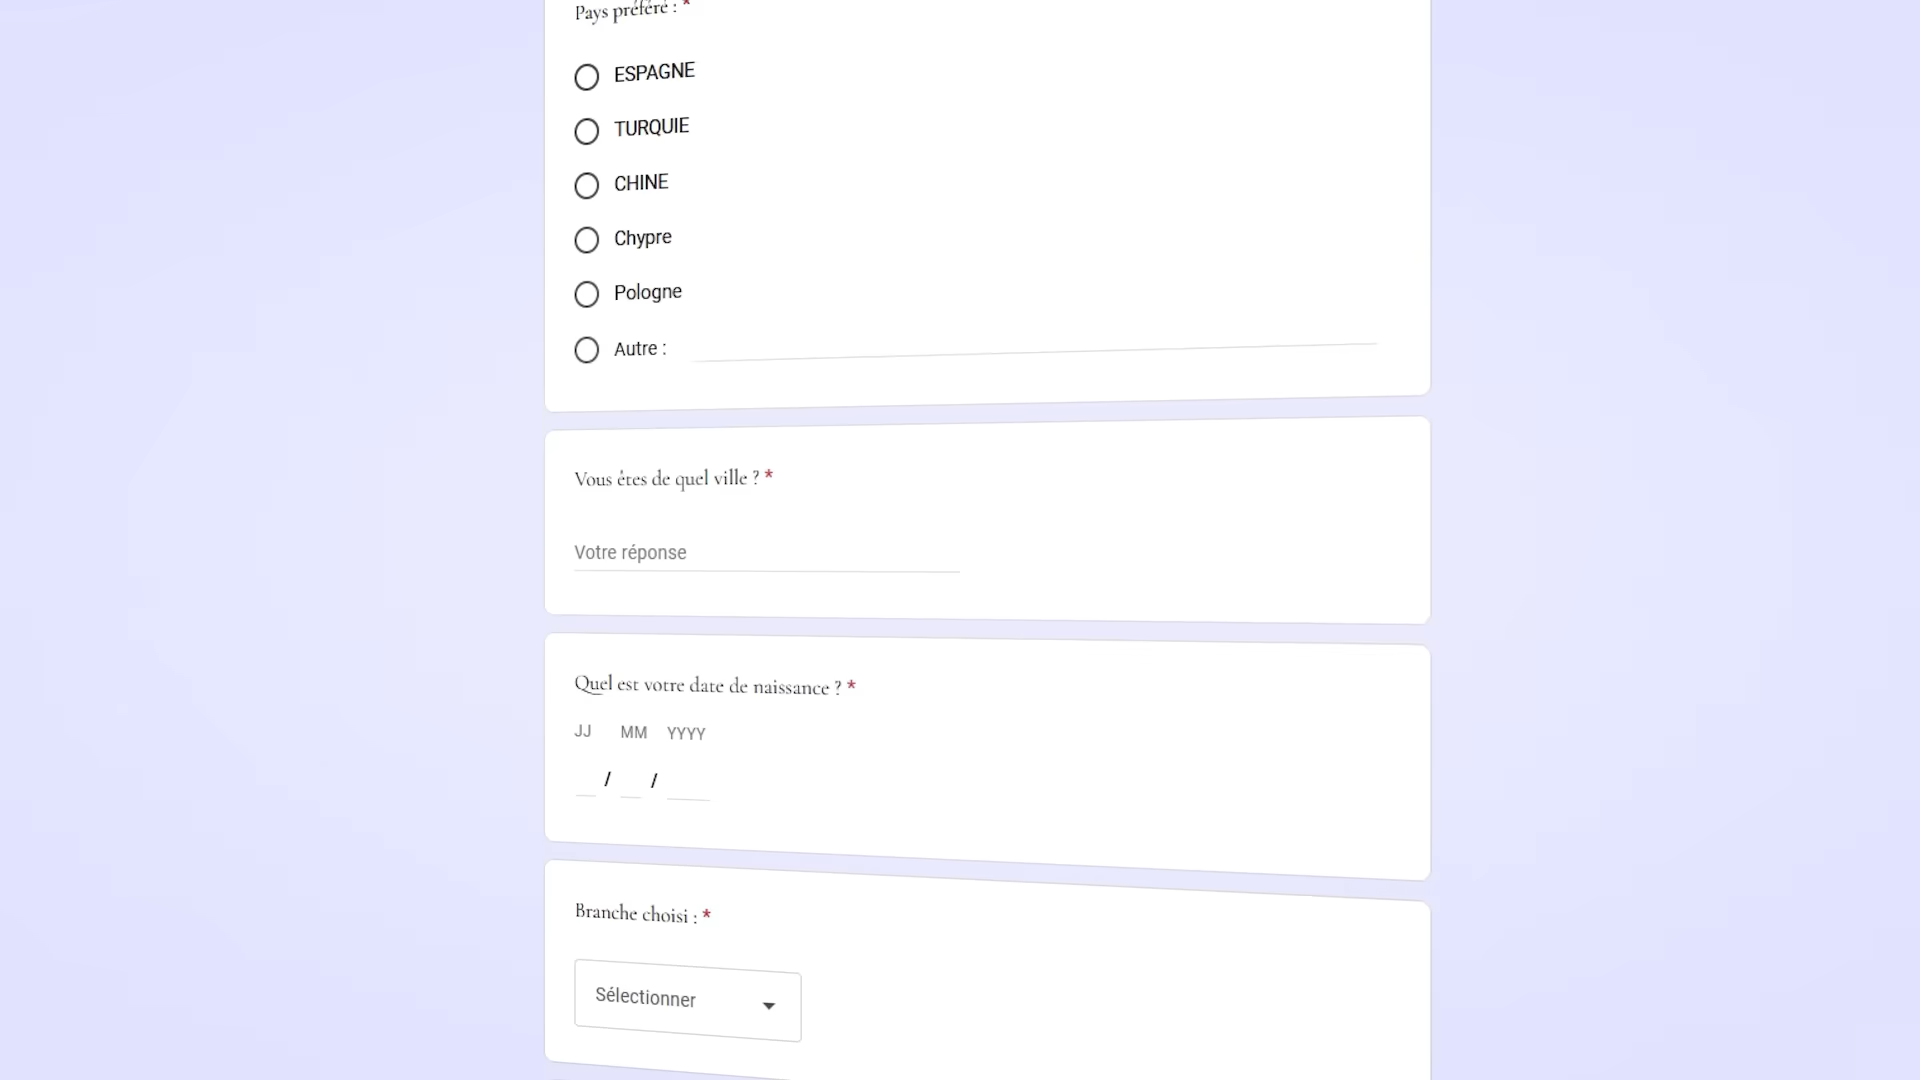 Pays préféré : *
ESPAGNE
TURQUIE
CHINE
Chypre
Pologne
Autre :
Vous êtes de quel ville ? *
Votre réponse
Quel est votre date de naissance ? *
JJ MM YYYY
/ /
Branche choisi : *
Sélectionner